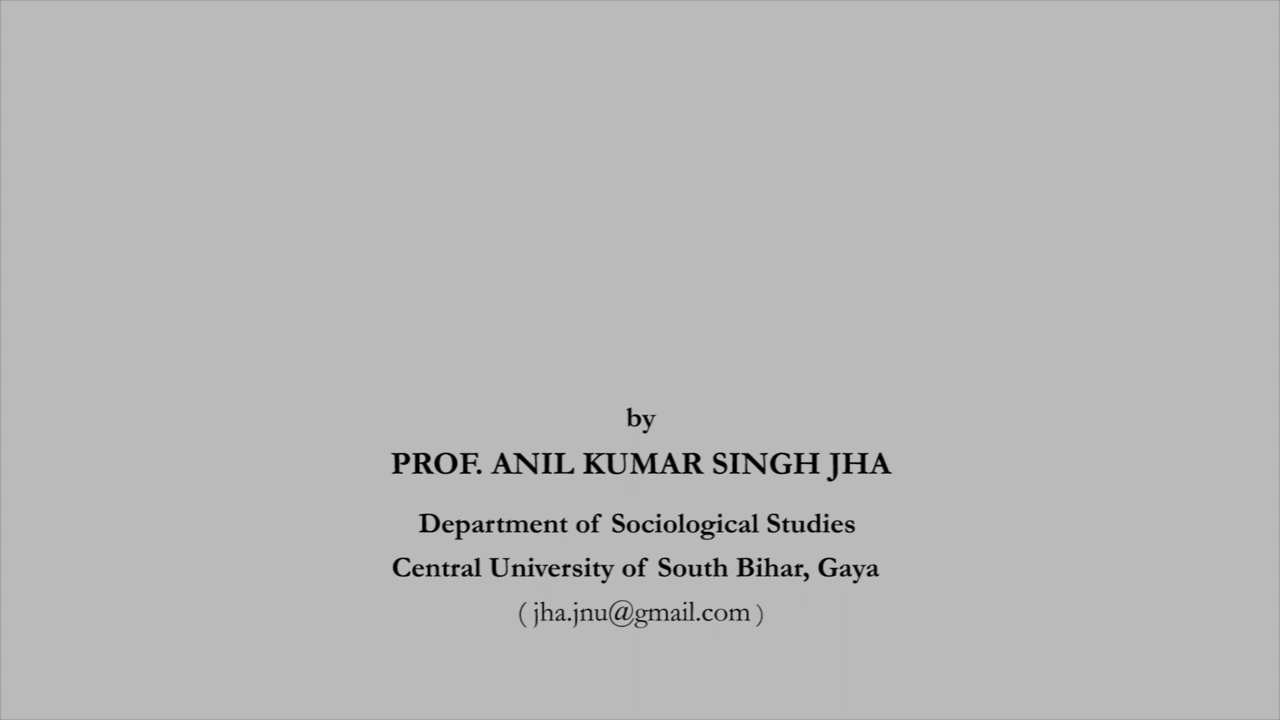 by
PROF. ANIL KUMAR SINGH JHA
Department of Sociological Studies
Central University of South Bihar, Gaya
( jha.jnu@gmail.com )